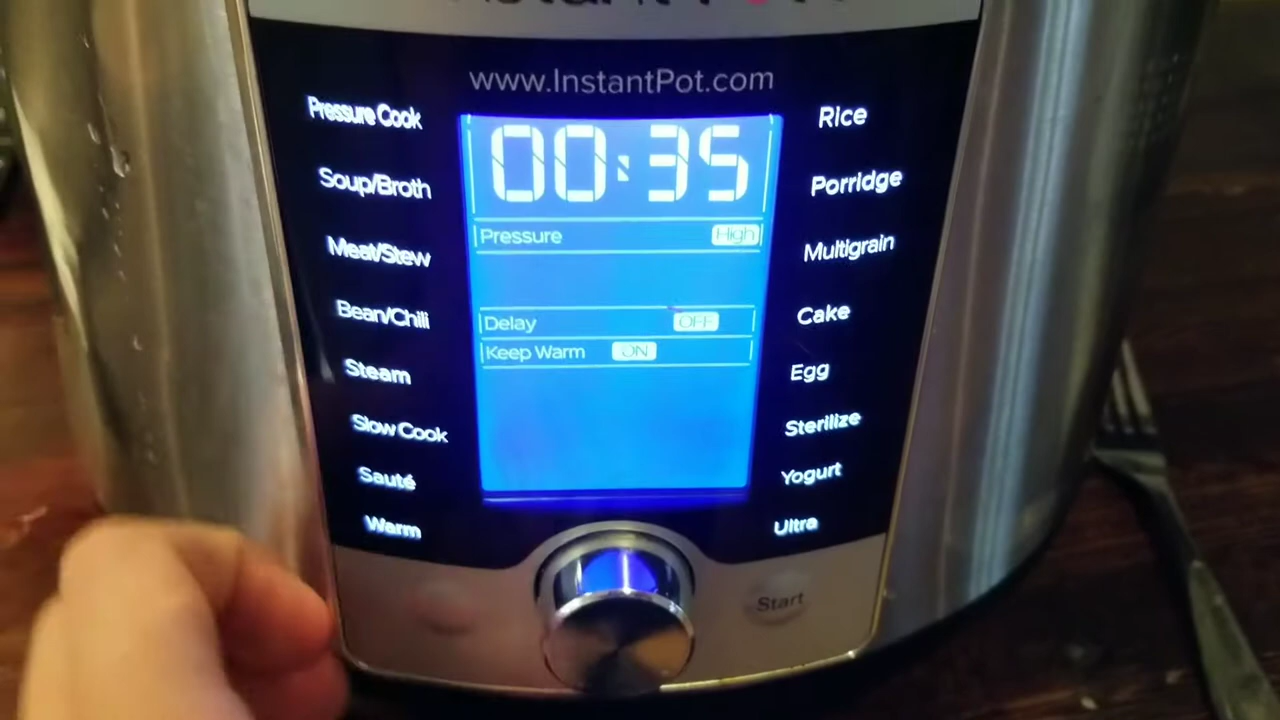 www.InstantPot.com
00:35
Pressure High
Delay OFF
Keep Warm ON
Pressure Cook
Soup/Broth
Meat/Stew
Bean/Chili
Steam
Slow Cook
Sauté
Warm
Rice
Porridge
Multigrain
Cake
Egg
Sterilize
Yogurt
Ultra
Start